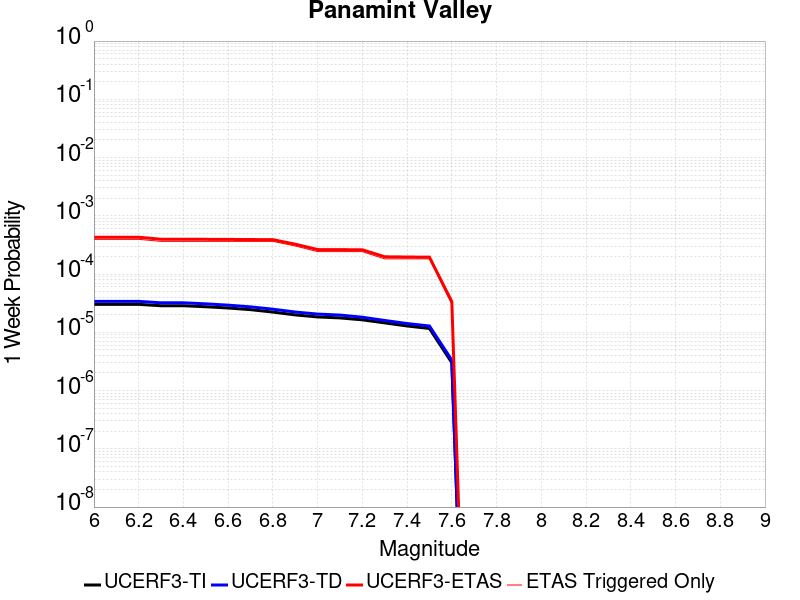 Panamint Valley
10 0
10 -1
10 -2
10 -3
10 -4
10 -5
10 -6
10 -7
10 -8
1 Week Probability
6 6.2 6.4 6.6 6.8 7 7.2 7.4 7.6 7.8 8 8.2 8.4 8.6 8.8 9
Magnitude
UCERF3-TI UCERF3-TD UCERF3-ETAS ETAS Triggered Only